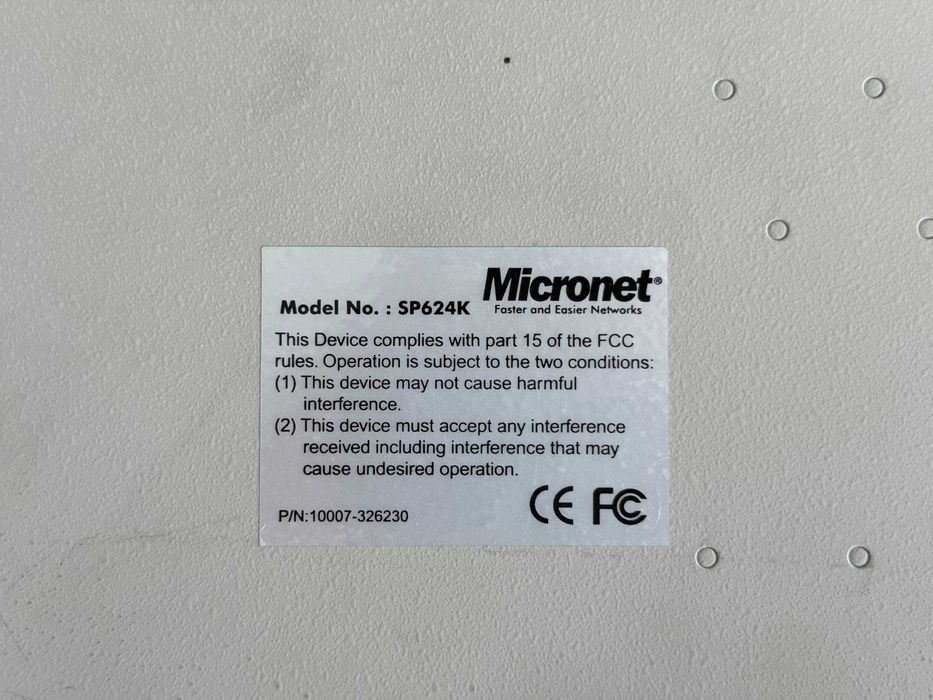 Micronet®
Model No. : SP624K
Faster and Easier Networks
This Device complies with part 15 of the FCC
rules. Operation is subject to the two conditions:
(1) This device may not cause harmful
interference.
(2) This device must accept any interference
received including interference that may
cause undesired operation.
P/N:10007-326230
CE FC